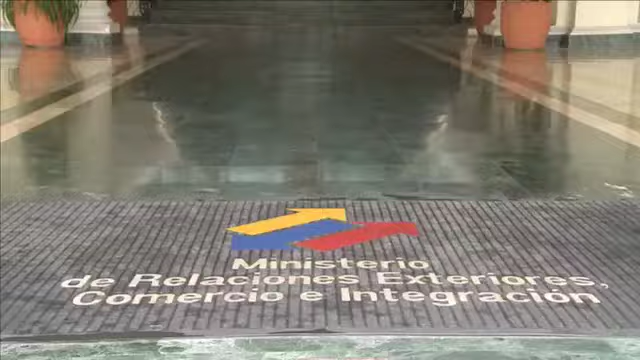 Ministerio
de Relaciones Exteriores,
Comercio e Integración